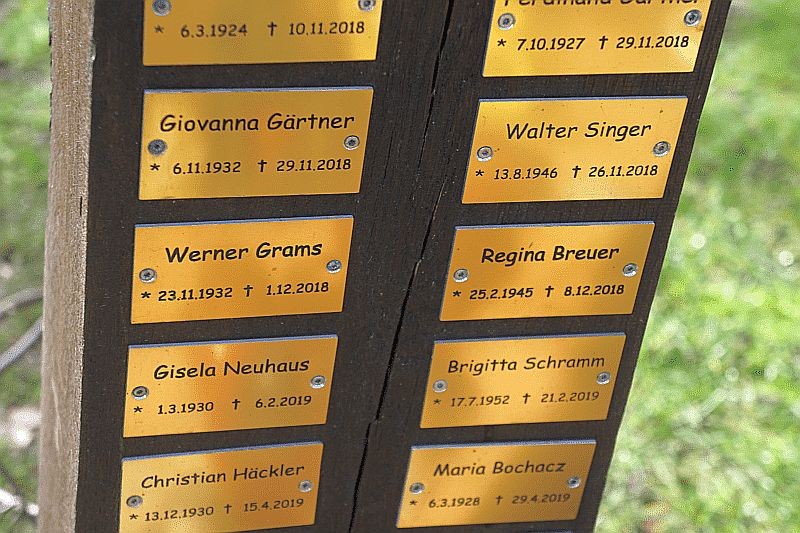 * 6.3.1924 † 10.11.2018
Giovanna Gärtner
* 6.11.1932 † 29.11.2018
Werner Grams
* 23.11.1932 † 1.12.2018
Gisela Neuhaus
* 1.3.1930 † 6.2.2019
Christian Häckler
* 13.12.1930 † 15.4.2019
Ferdinand Gärtner
* 7.10.1927 † 29.11.2018
Walter Singer
* 13.8.1946 † 26.11.2018
Regina Breuer
* 25.2.1945 † 8.12.2018
Brigitta Schramm
* 17.7.1952 † 21.2.2019
Maria Bochacz
* 6.3.1928 † 29.4.2019